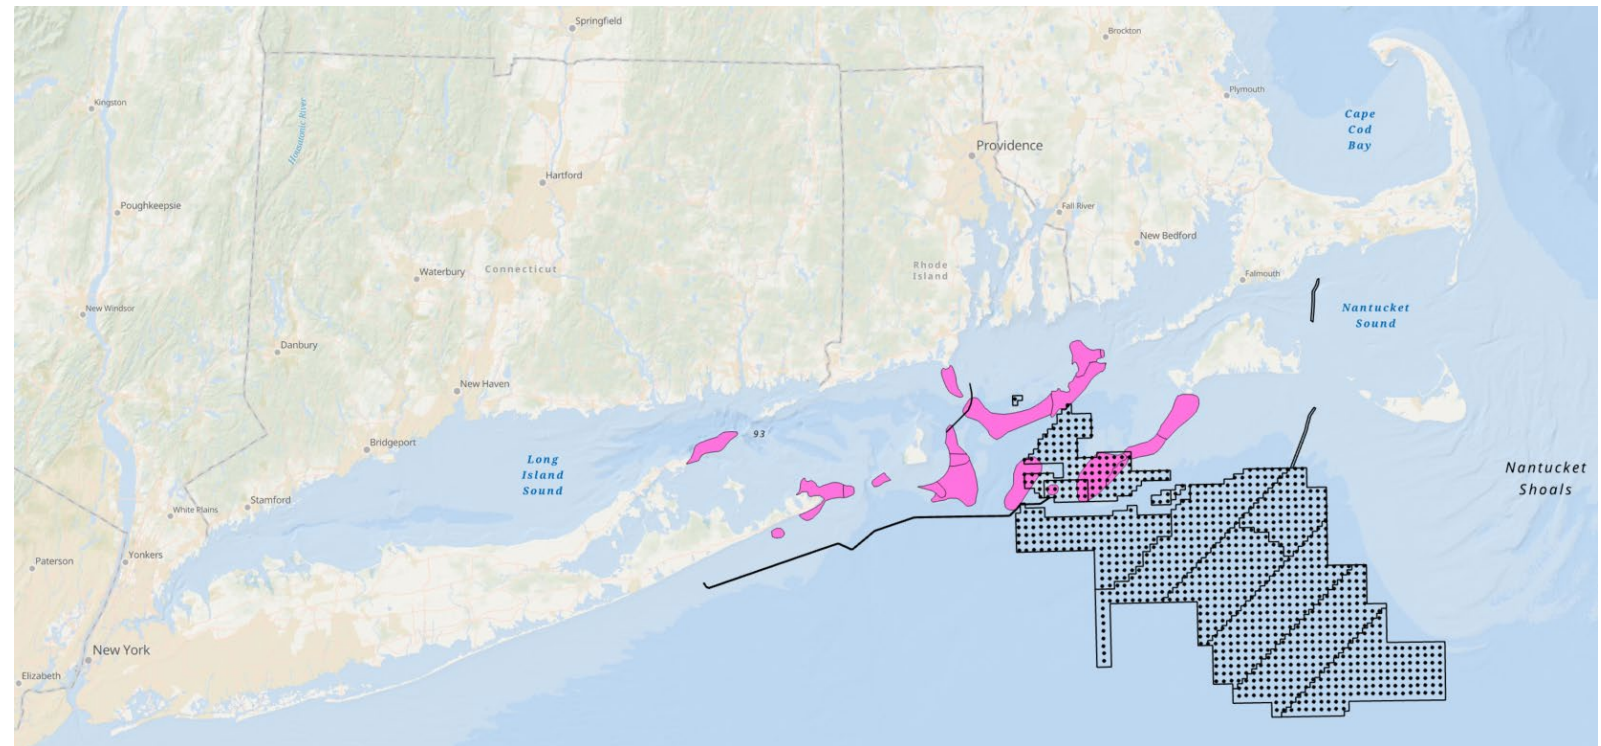 Springfield
Brockton
Kingston
Plymouth
Housatonic River
Cape
Cod
Bay
Providence
Hartford
Poughkeepsie
Fall River
New Bedford
Waterbury
Connecticut
Rhode
Island
Falmouth
New Windsor
Nantucket
Sound
Danbury
New Haven
93
Bridgeport
Long
Island
Sound
Nantucket
Shoals
Stamford
White Plains
Yonkers
Paterson
New York
Elizabeth